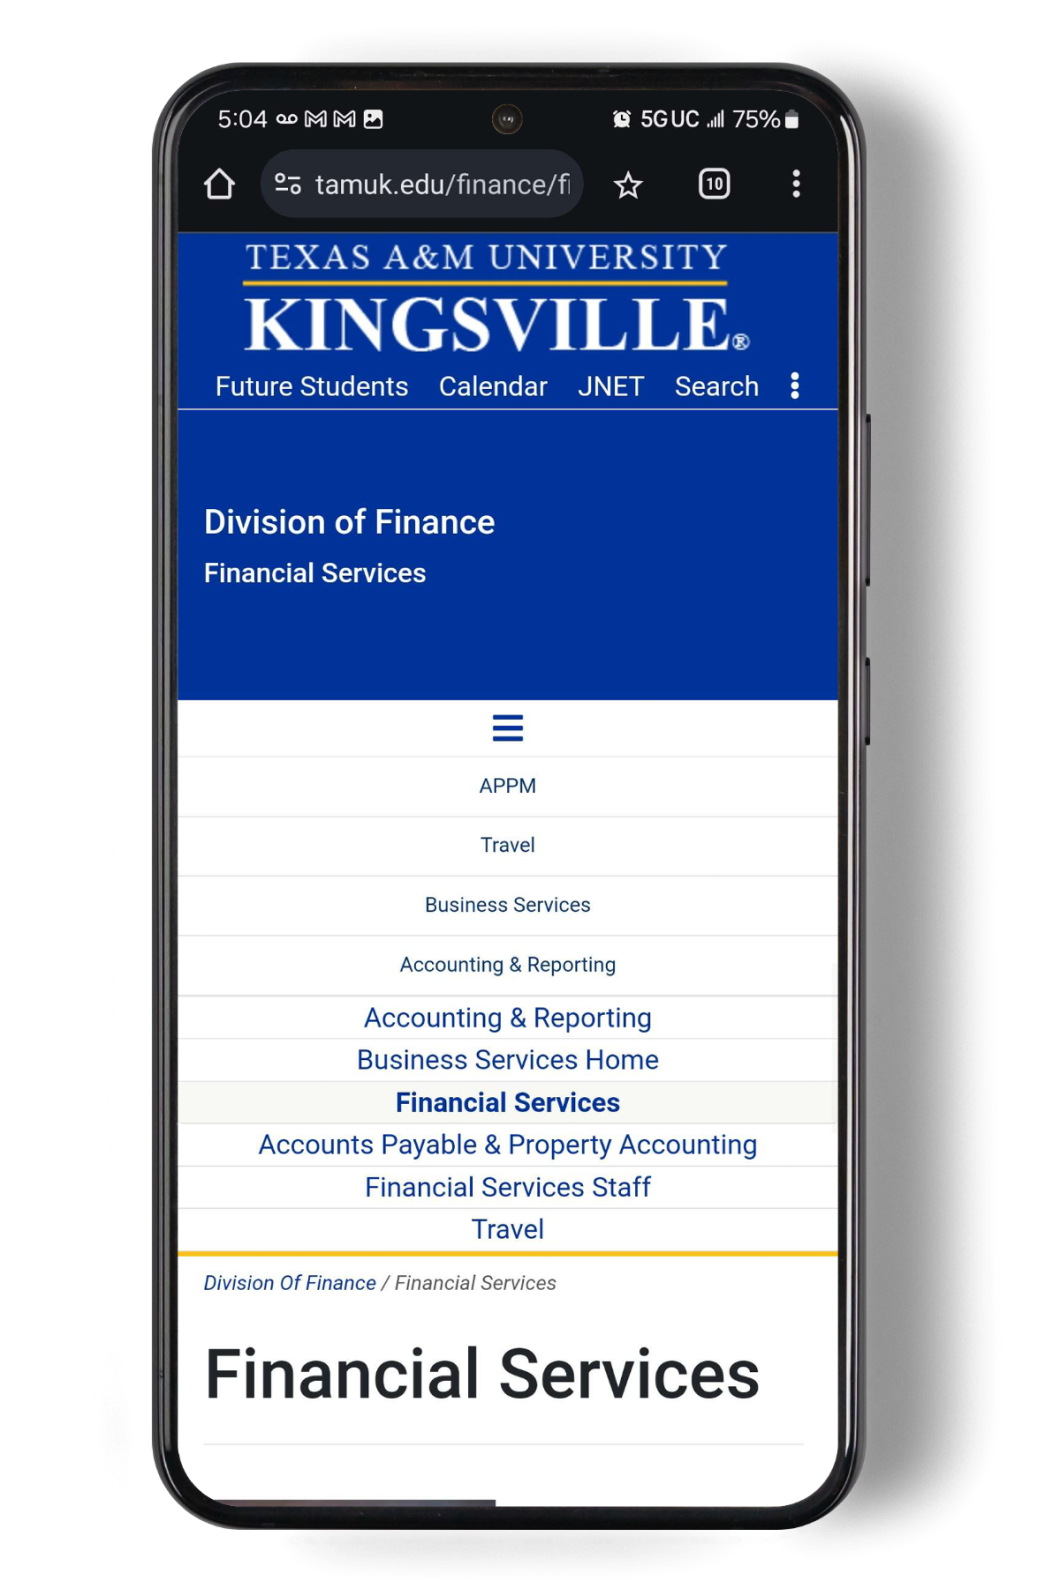 5:04 5GUC 75%
tamuk.edu/finance/fi 10
TEXAS A&M UNIVERSITY
KINGSVILLE®
Future Students Calendar JNET Search
Division of Finance
Financial Services
APPM
Travel
Business Services
Accounting & Reporting
Accounting & Reporting
Business Services Home
Financial Services
Accounts Payable & Property Accounting
Financial Services Staff
Travel
Division Of Finance / Financial Services
Financial Services